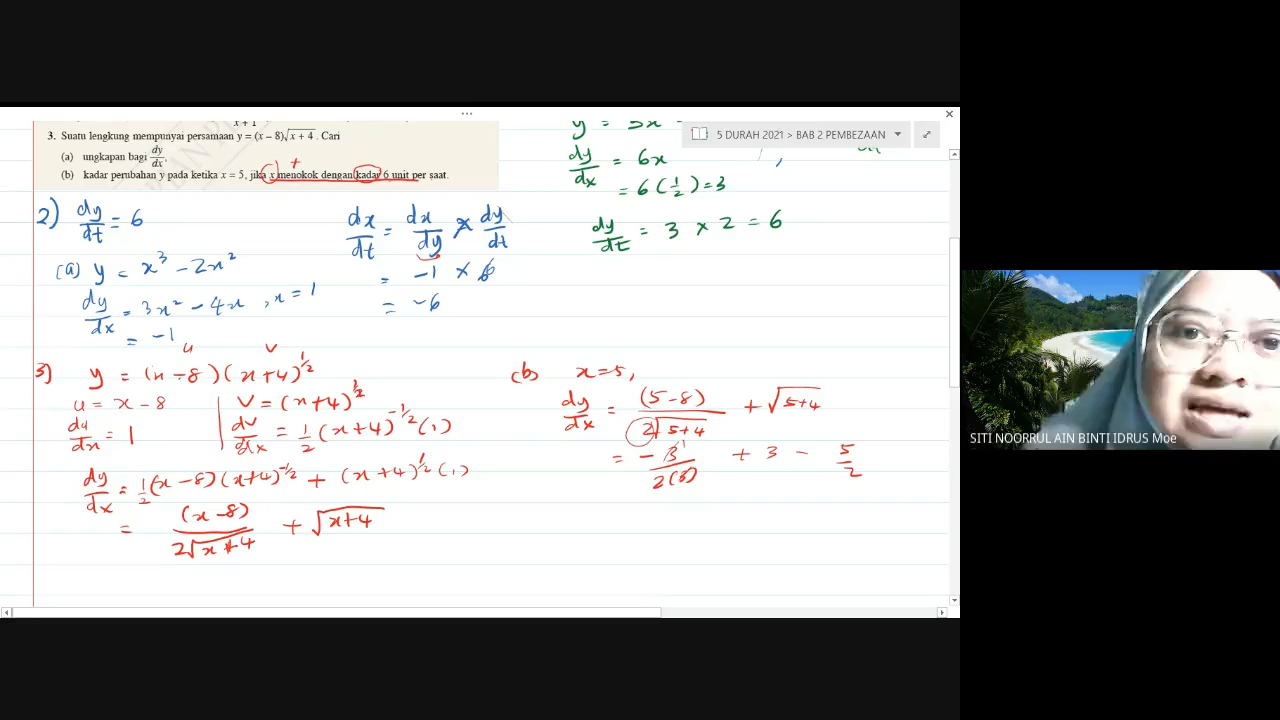 x + 1
3. Suatu lengkung mempunyai persamaan y = (x – 8)√x + 4 . Cari
(a) ungkapan bagi dy/dx,
(b) kadar perubahan y pada ketika x = 5, jika x menokok dengan kadar 6 unit per saat.
+
5 DURAH 2021 > BAB 2 PEMBEZAAN
dy/dx = 6x
= 6(1/2) = 3
dy/dt = 3 × 2 = 6
2) dy/dt = 6
(a) y = x³ - 2x²
dy/dx = 3x² - 4x , x = 1
= -1
dx/dt = dx/dy × dy/dt
= -1 × 6
= -6
u v
3) y = (x - 8)(x + 4)^1/2
u = x - 8
du/dx = 1
v = (x + 4)^1/2
dv/dx = 1/2 (x + 4)^-1/2 (1)
dy/dx = 1/2 (x - 8)(x + 4)^-1/2 + (x + 4)^1/2 (1)
= (x - 8)/2√x + 4 + √x + 4
(b) x = 5,
dy/dx = (5 - 8)/2√5 + 4 + √5 + 4
= - 3 1/2(3) + 3 - 5/2
SITI NOORRUL AIN BINTI IDRUS Moe